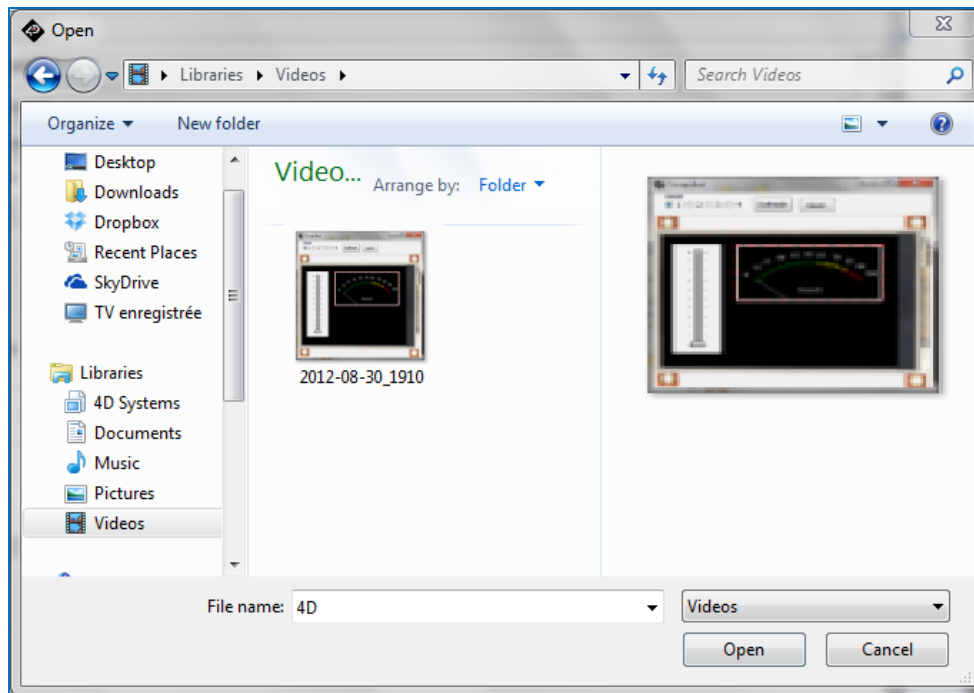 Open
Libraries Videos
Search Videos
Organize New folder
Desktop
Downloads
Dropbox
Recent Places
SkyDrive
TV enregistrée
Libraries
4D Systems
Documents
Music
Pictures
Videos
Video...
Arrange by: Folder
2012-08-30_1910
File name: 4D
Videos
Open Cancel